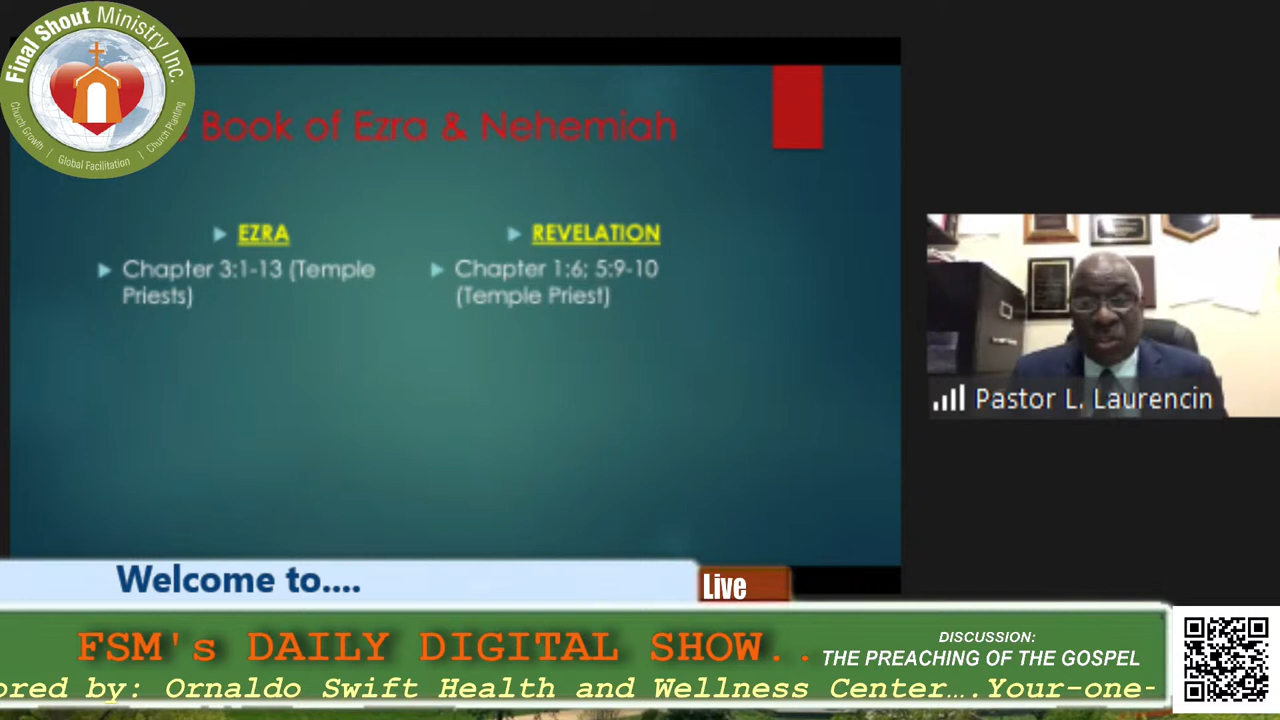 Final Shout Ministry Inc.
Church Growth | Global Facilitation | Church Planting
Book of Ezra & Nehemiah
EZRA
Chapter 3:1-13 (Temple
Priests)
REVELATION
Chapter 1:6; 5:9-10
(Temple Priest)
Pastor L. Laurencin
Welcome to....
Live
FSM's DAILY DIGITAL SHOW..
DISCUSSION:
THE PREACHING OF THE GOSPEL
ored by: Ornaldo Swift Health and Wellness Center….Your-one-